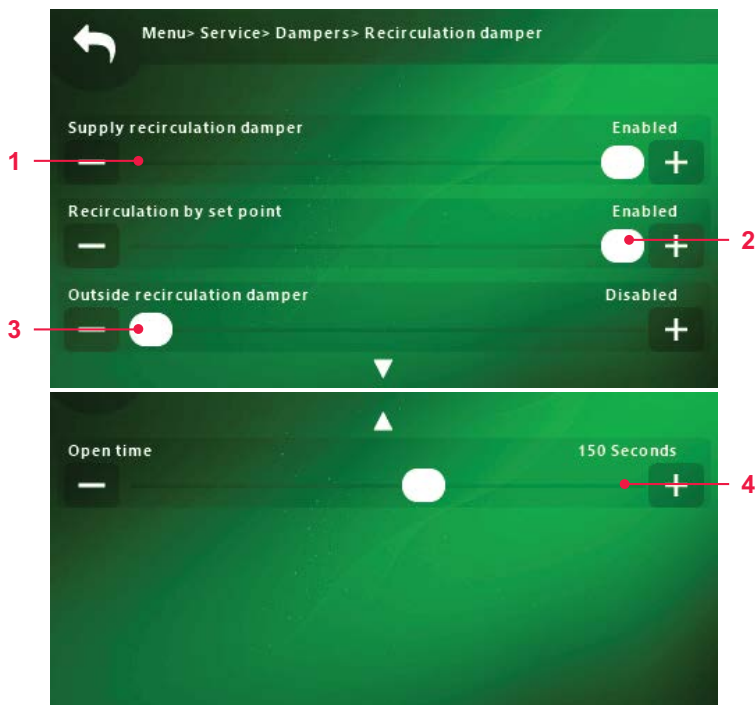 Menu> Service> Dampers> Recirculation damper
Supply recirculation damper Enabled
1
Recirculation by set point Enabled
2
Outside recirculation damper Disabled
3
Open time 150 Seconds
4